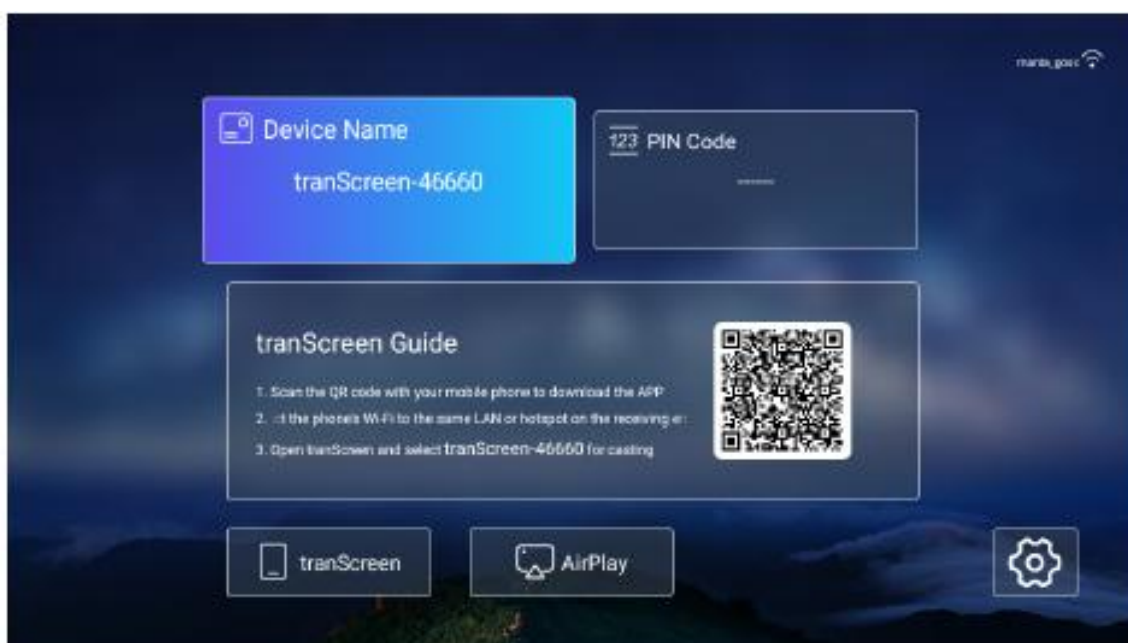 Device Name
tranScreen-46660
123 PIN Code
------
tranScreen Guide
1. Scan the QR code with your mobile phone to download the APP
2. the phone's Wi-Fi to the same LAN or hotspot on the receiving
3. Open tranScreen and select tranScreen-46660 for casting
tranScreen
AirPlay